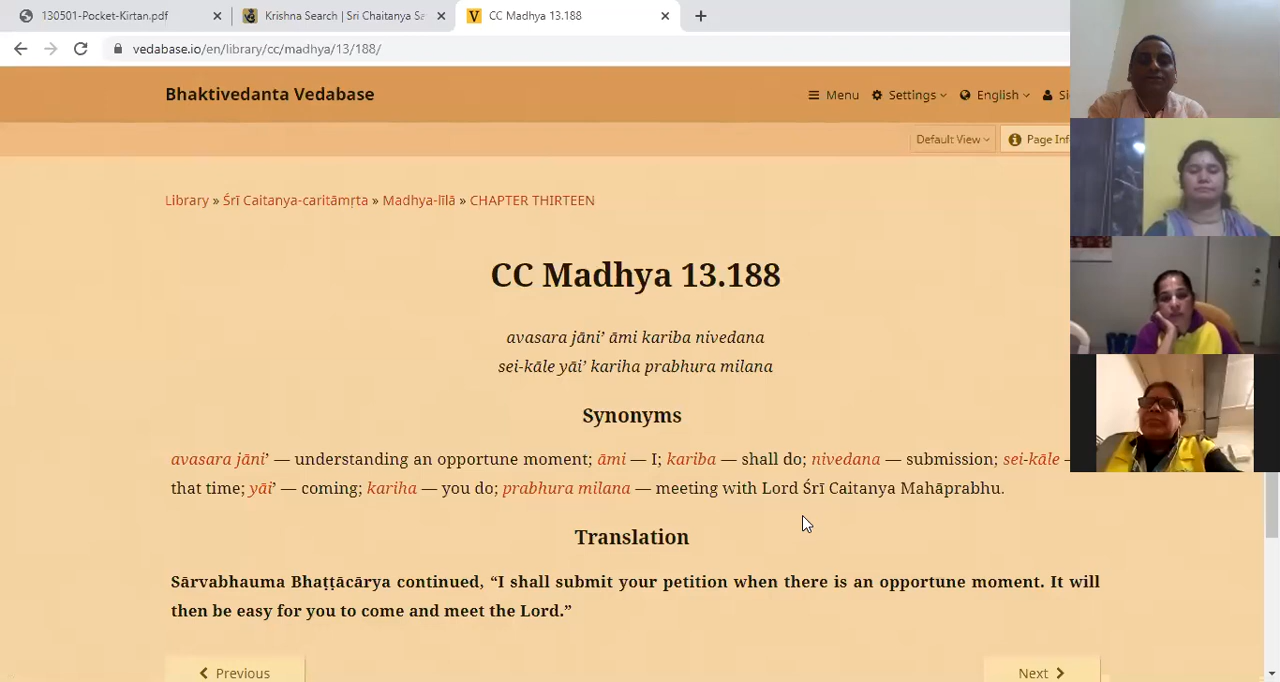 130501-Pocket-Kirtan.pdf
Krishna Search | Sri Chaitanya Sa
V CC Madhya 13.188
vedabase.io/en/library/cc/madhya/13/188/
Bhaktivedanta Vedabase
Menu Settings English Si
Default View Page Inf
Library » Śrī Caitanya-caritāmṛta » Madhya-līlā » CHAPTER THIRTEEN
CC Madhya 13.188
avasara jāni’ āmi kariba nivedana
sei-kāle yāi’ kariha prabhura milana
Synonyms
avasara jāni’ — understanding an opportune moment; āmi — I; kariba — shall do; nivedana — submission; sei-kāle —
that time; yāi’ — coming; kariha — you do; prabhura milana — meeting with Lord Śrī Caitanya Mahāprabhu.
Translation
Sārvabhauma Bhaṭṭācārya continued, “I shall submit your petition when there is an opportune moment. It will
then be easy for you to come and meet the Lord.”
Previous Next